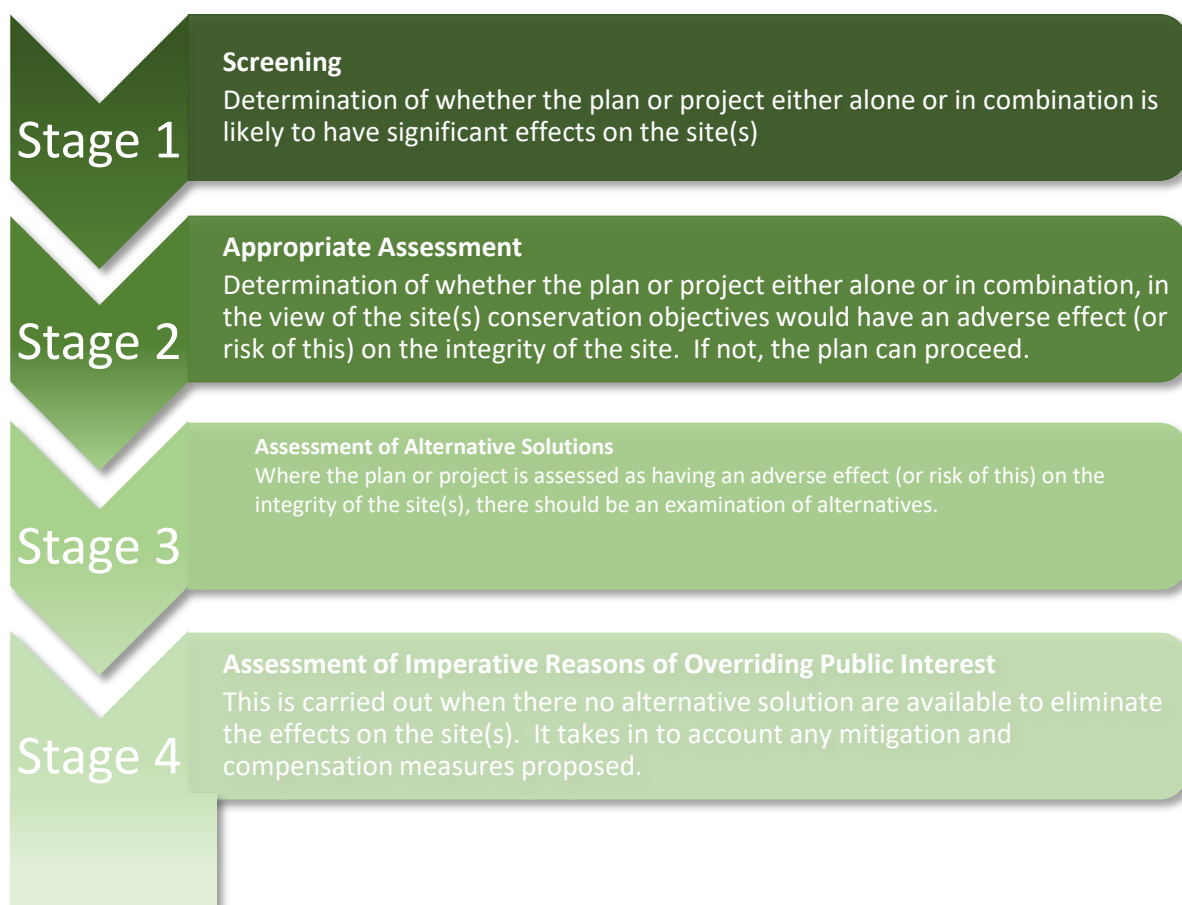 Stage 1
Screening
Determination of whether the plan or project either alone or in combination is
likely to have significant effects on the site(s)
Stage 2
Appropriate Assessment
Determination of whether the plan or project either alone or in combination, in
the view of the site(s) conservation objectives would have an adverse effect (or
risk of this) on the integrity of the site.  If not, the plan can proceed.
Stage 3
Assessment of Alternative Solutions
Where the plan or project is assessed as having an adverse effect (or risk of this) on the
integrity of the site(s), there should be an examination of alternatives.
Stage 4
Assessment of Imperative Reasons of Overriding Public Interest
This is carried out when there no alternative solution are available to eliminate
the effects on the site(s).  It takes in to account any mitigation and
compensation measures proposed.